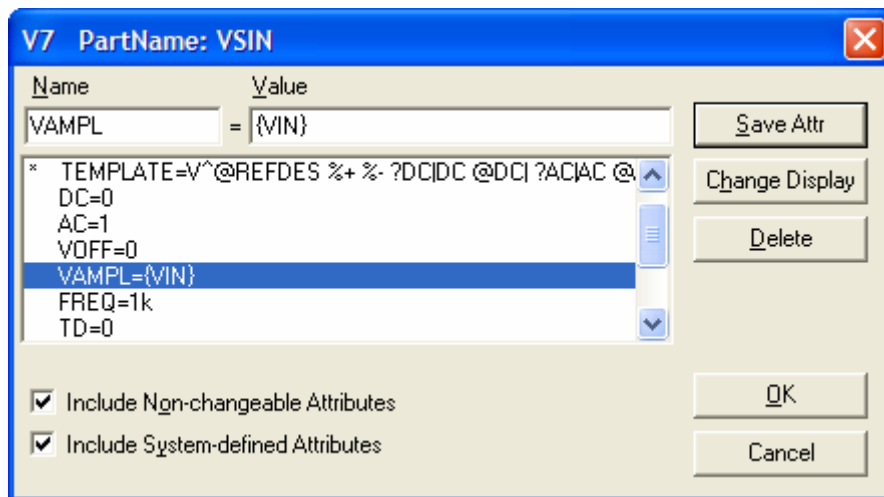 V7 PartName: VSIN
Name Value
VAMPL = {VIN}
Save Attr
* TEMPLATE=V^@REFDES %+ %- ?DC|DC @DC| ?AC|AC @
Change Display
DC=0
AC=1
Delete
VOFF=0
VAMPL={VIN}
FREQ=1k
TD=0
Include Non-changeable Attributes
OK
Include System-defined Attributes
Cancel